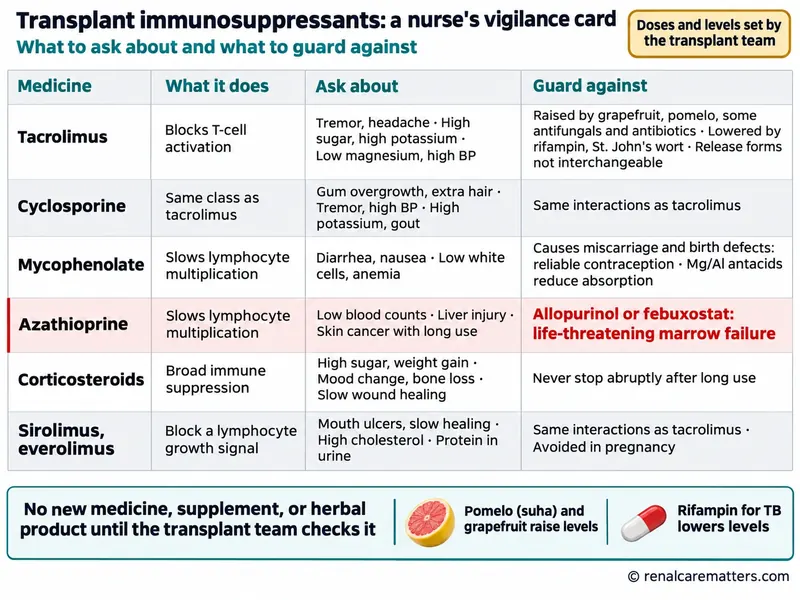 Transplant immunosuppressants: a nurse's vigilance card
What to ask about and what to guard against
Doses and levels set by
the transplant team
Medicine
What it does
Ask about
Guard against
Tacrolimus
Blocks T-cell
activation
Tremor, headache · High
sugar, high potassium ·
Low magnesium, high BP
Raised by grapefruit, pomelo, some
antifungals and antibiotics · Lowered by
rifampin, St. John's wort · Release forms
not interchangeable
Cyclosporine
Same class as
tacrolimus
Gum overgrowth, extra hair ·
Tremor, high BP · High
potassium, gout
Same interactions as tacrolimus
Mycophenolate
Slows lymphocyte
multiplication
Diarrhea, nausea · Low white
cells, anemia
Causes miscarriage and birth defects:
reliable contraception · Mg/Al antacids
reduce absorption
Azathioprine
Slows lymphocyte
multiplication
Low blood counts · Liver injury ·
Skin cancer with long use
Allopurinol or febuxostat:
life-threatening marrow failure
Corticosteroids
Broad immune
suppression
High sugar, weight gain ·
Mood change, bone loss ·
Slow wound healing
Never stop abruptly after long use
Sirolimus,
everolimus
Block a lymphocyte
growth signal
Mouth ulcers, slow healing ·
High cholesterol · Protein in
urine
Same interactions as tacrolimus ·
Avoided in pregnancy
No new medicine, supplement, or herbal
product until the transplant team checks it
Pomelo (suha) and
grapefruit raise levels
Rifampin for TB
lowers levels
© renalcarematters.com